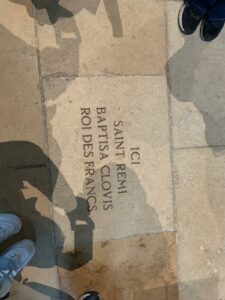 ICI
SAINT REMI
BAPTISA CLOVIS
ROI DES FRANCS